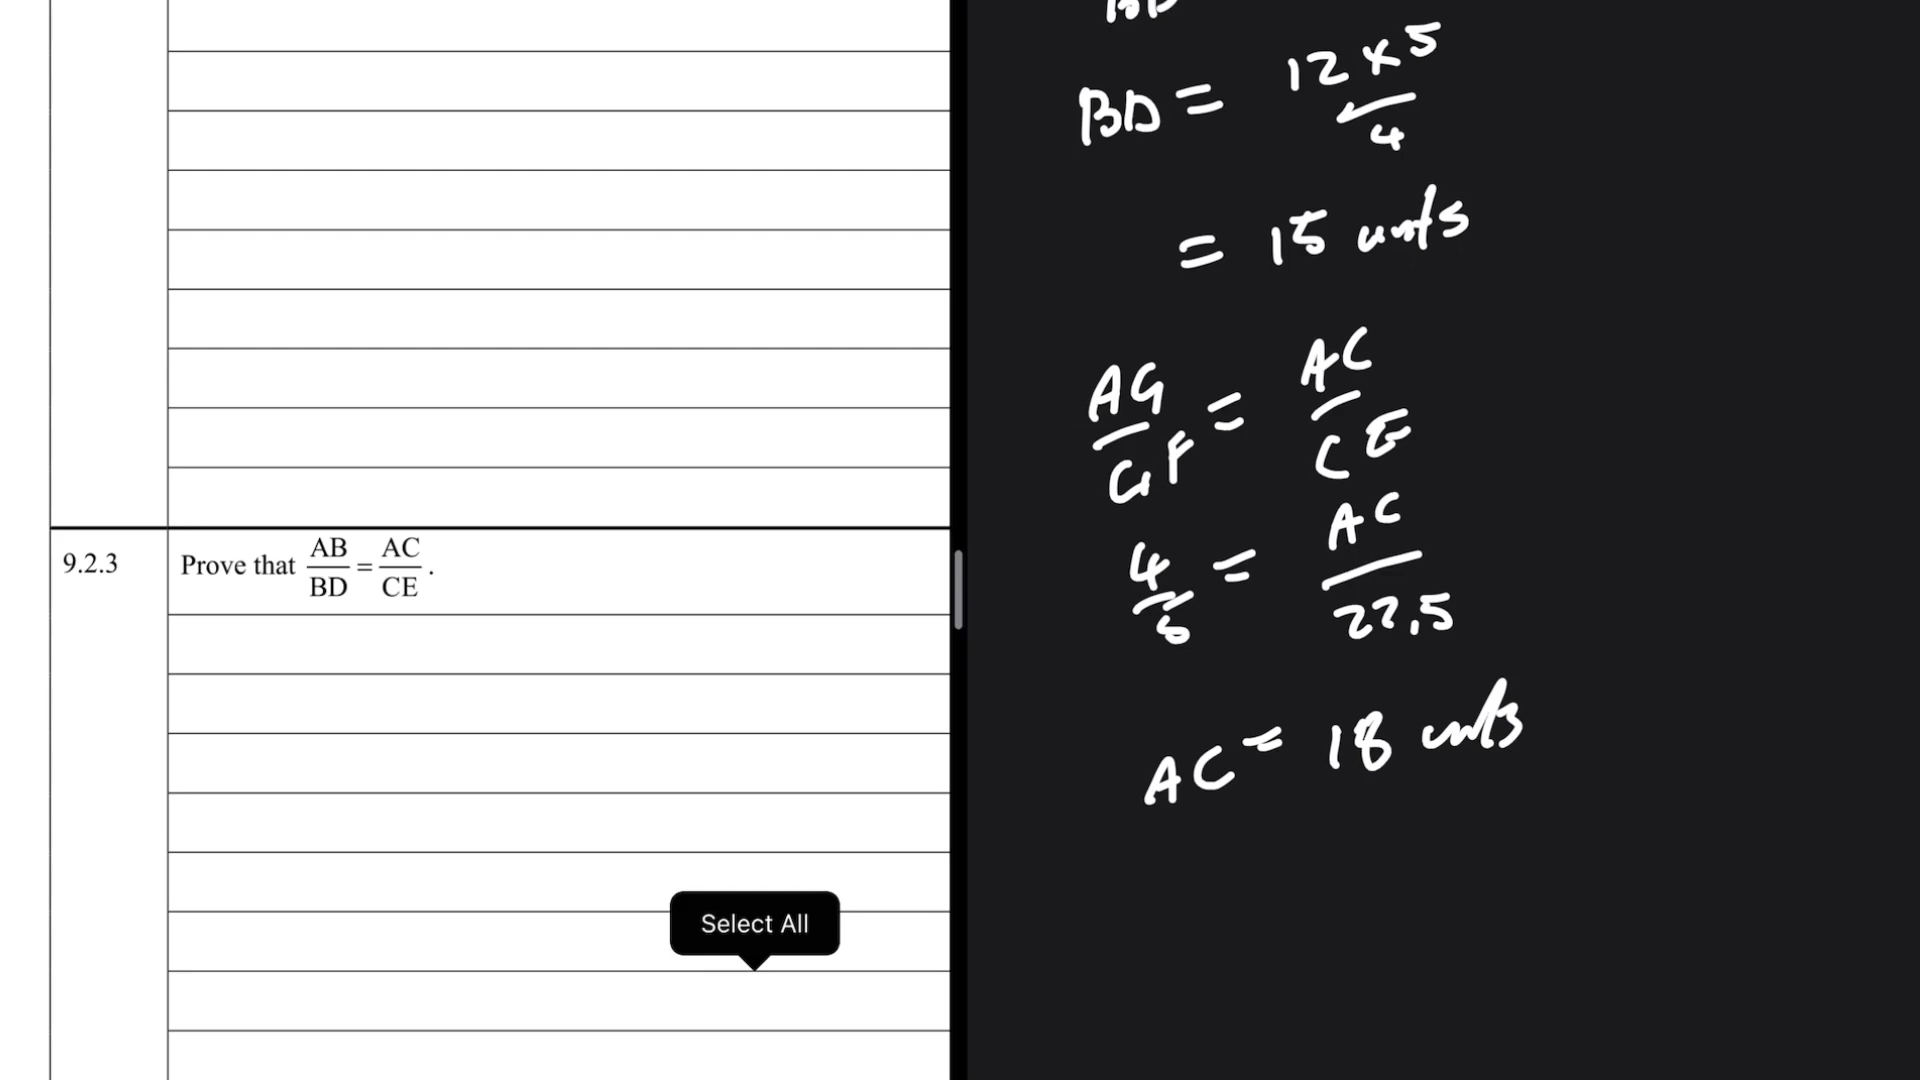 9.2.3 Prove that AB/BD = AC/CE .
Select All
BD = 12 x 5 / 4
= 15 units
AG/GF = AC/CE
4/5 = AC/22,5
AC = 18 units